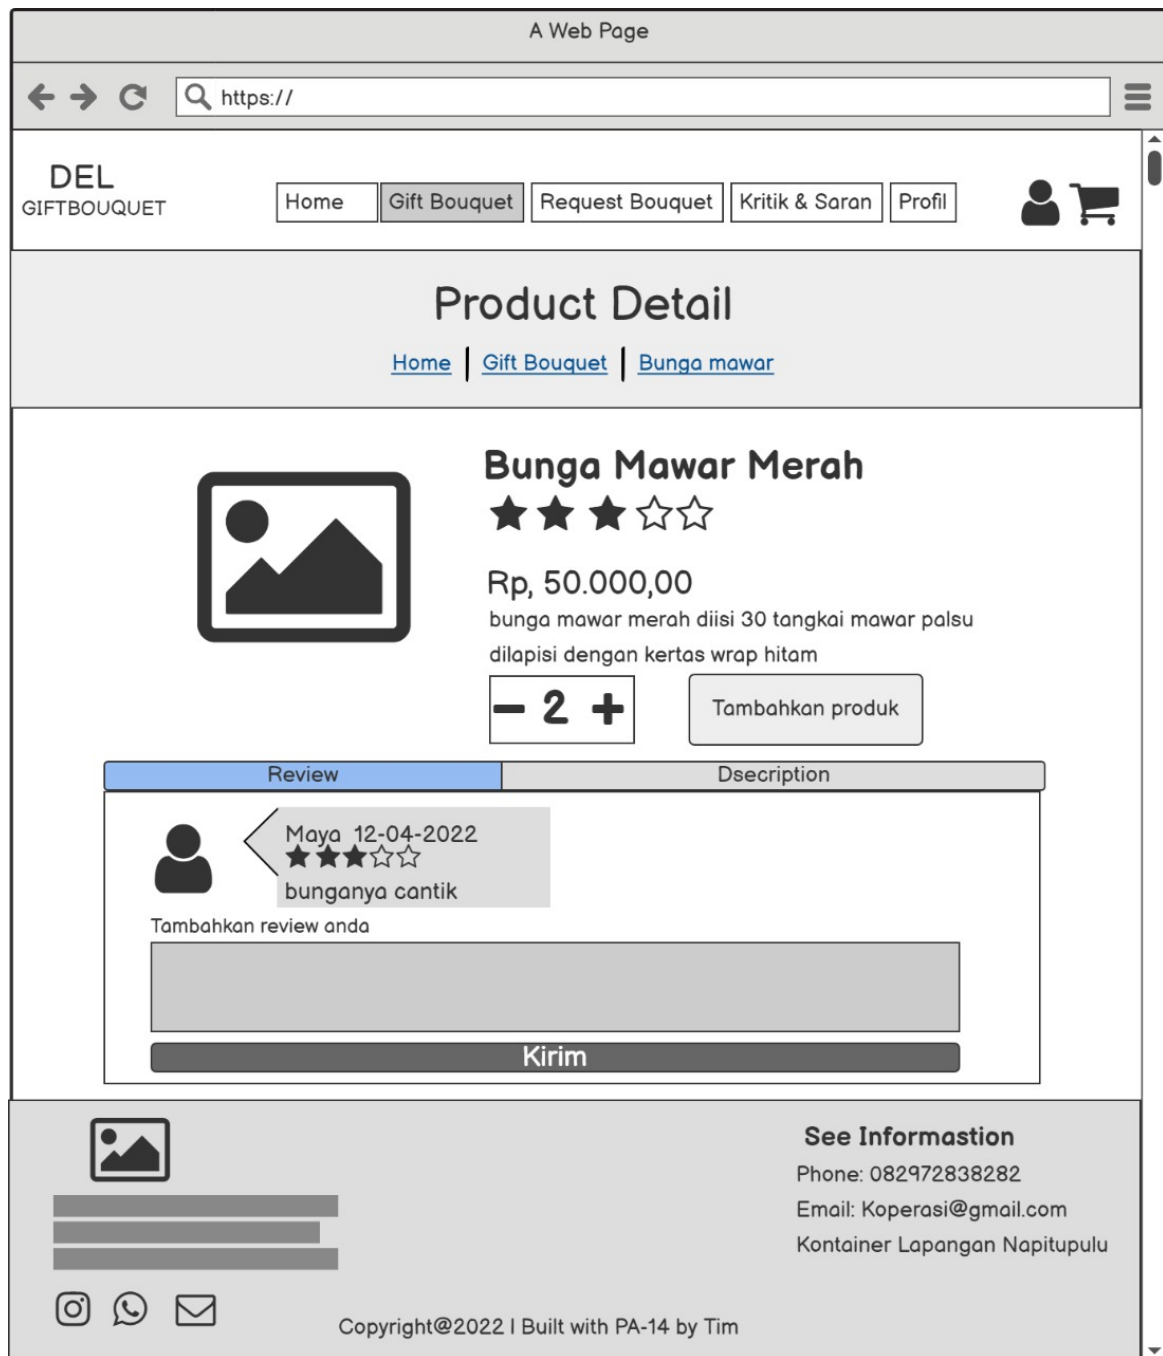 A Web Page
https://
DEL
GIFTBOUQUET
Home
Gift Bouquet
Request Bouquet
Kritik & Saran
Profil
Product Detail
Home
Gift Bouquet
Bunga mawar
Bunga Mawar Merah
Rp, 50.000,00
bunga mawar merah diisi 30 tangkai mawar palsu
dilapisi dengan kertas wrap hitam
2
Tambahkan produk
Review
Dsecription
Maya 12-04-2022
bunganya cantik
Tambahkan review anda
Kirim
See Informastion
Phone: 082972838282
Email: Koperasi@gmail.com
Kontainer Lapangan Napitupulu
Copyright@2022 I Built with PA-14 by Tim